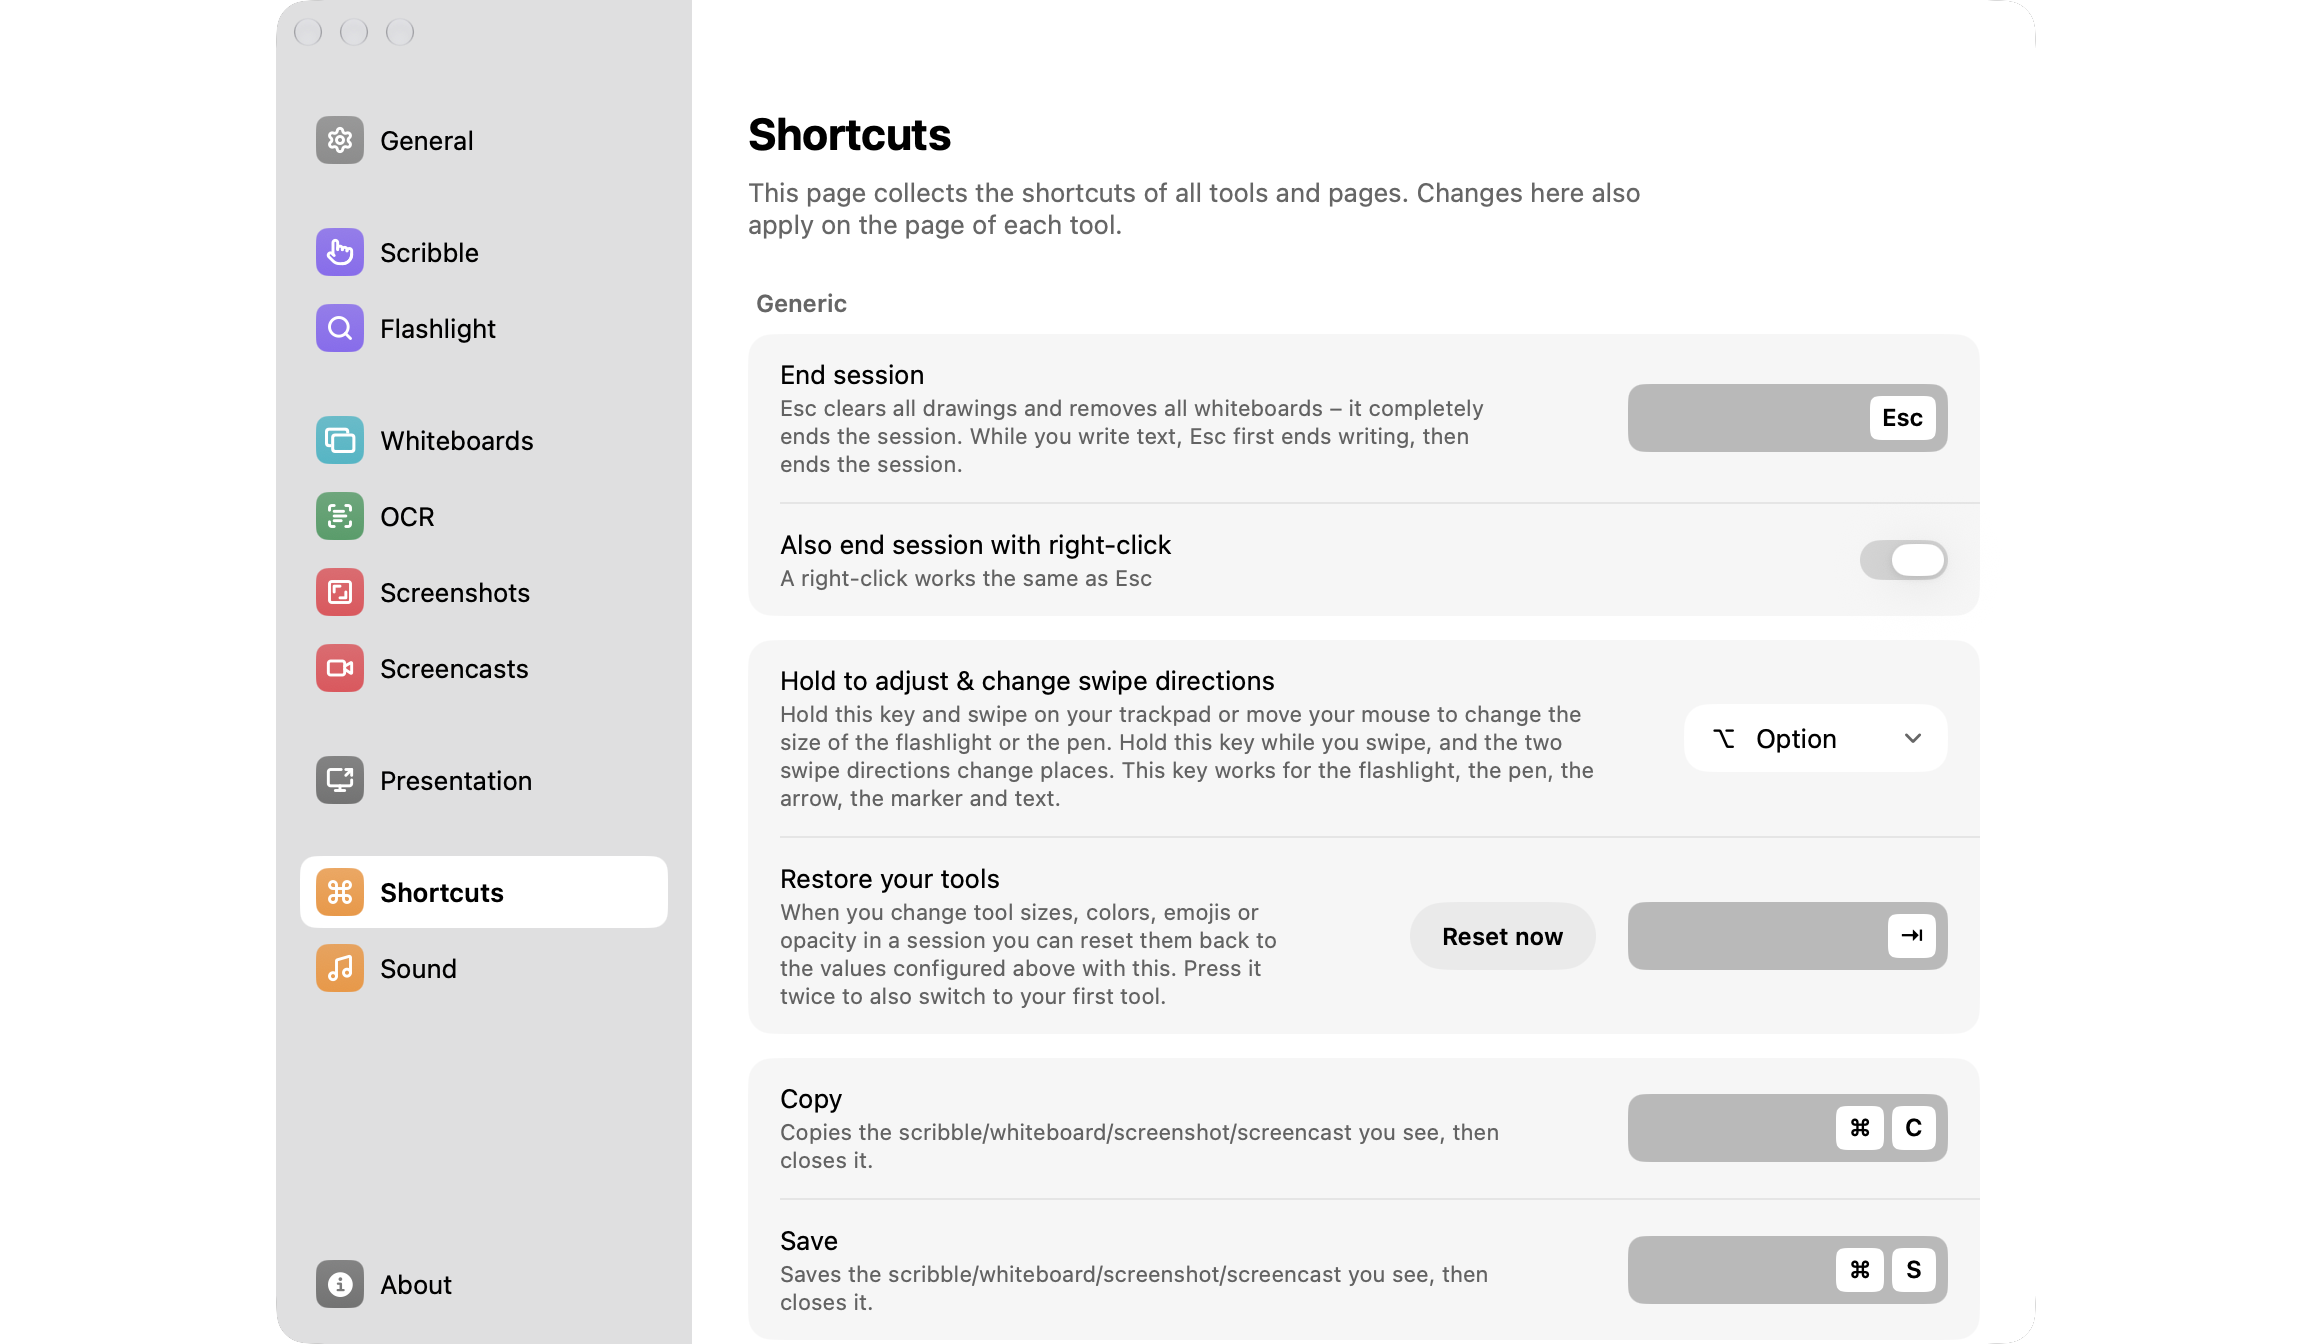 General
Scribble
Flashlight
Whiteboards
OCR
Screenshots
Screencasts
Presentation
Shortcuts
Sound
About
Shortcuts
This page collects the shortcuts of all tools and pages. Changes here also
apply on the page of each tool.
Generic
End session
Esc clears all drawings and removes all whiteboards – it completely
ends the session. While you write text, Esc first ends writing, then
ends the session.
Esc
Also end session with right-click
A right-click works the same as Esc
Hold to adjust & change swipe directions
Hold this key and swipe on your trackpad or move your mouse to change the
size of the flashlight or the pen. Hold this key while you swipe, and the two
swipe directions change places. This key works for the flashlight, the pen, the
arrow, the marker and text.
⌥ Option
Restore your tools
When you change tool sizes, colors, emojis or
opacity in a session you can reset them back to
the values configured above with this. Press it
twice to also switch to your first tool.
Reset now
⇥
Copy
Copies the scribble/whiteboard/screenshot/screencast you see, then
closes it.
⌘ C
Save
Saves the scribble/whiteboard/screenshot/screencast you see, then
closes it.
⌘ S